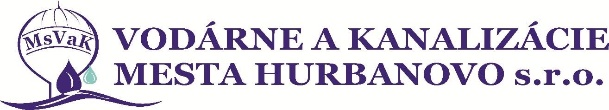 MsVaK
VODÁRNE A KANALIZÁCIE
MESTA HURBANOVO s.r.o.